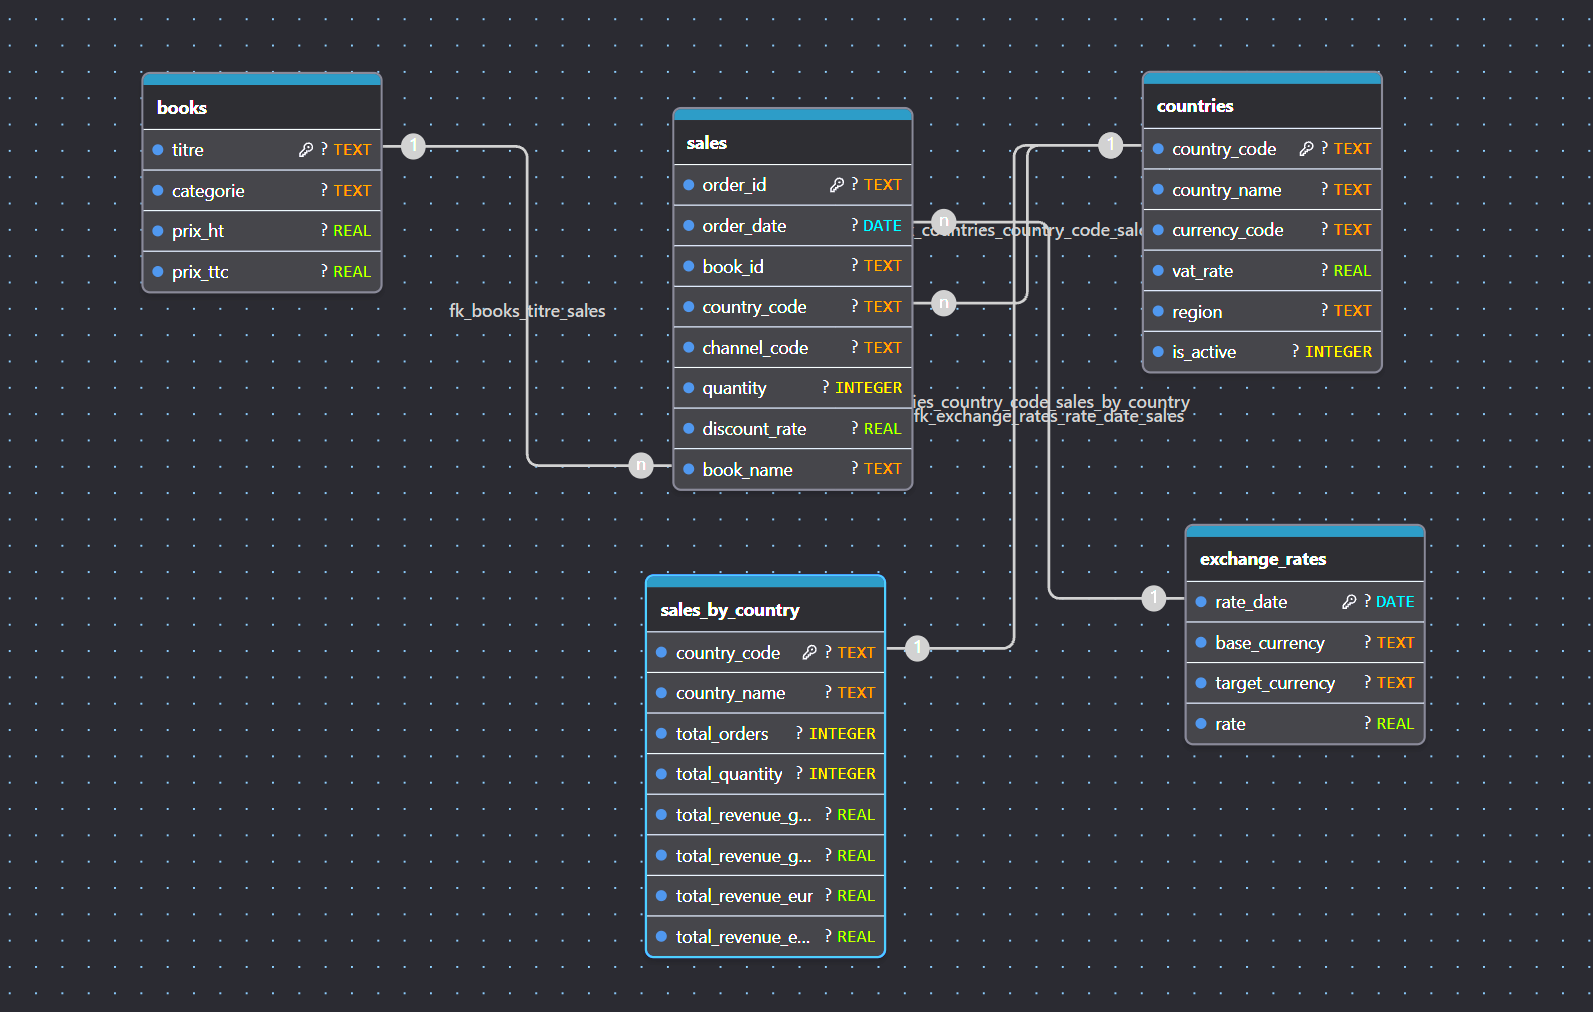 books
titre ? TEXT
categorie ? TEXT
prix_ht ? REAL
prix_ttc ? REAL
1
fk_books_titre_sales
n
sales
order_id ? TEXT
order_date ? DATE
book_id ? TEXT
country_code ? TEXT
channel_code ? TEXT
quantity ? INTEGER
discount_rate ? REAL
book_name ? TEXT
n
_countries_country_code_sale
n
1
countries
country_code ? TEXT
country_name ? TEXT
currency_code ? TEXT
vat_rate ? REAL
region ? TEXT
is_active ? INTEGER
ies_country_code_sales_by_country
fk_exchange_rates_rate_date_sales
1
exchange_rates
rate_date ? DATE
base_currency ? TEXT
target_currency ? TEXT
rate ? REAL
sales_by_country
country_code ? TEXT
country_name ? TEXT
total_orders ? INTEGER
total_quantity ? INTEGER
total_revenue_g... ? REAL
total_revenue_g... ? REAL
total_revenue_eur ? REAL
total_revenue_e... ? REAL
1